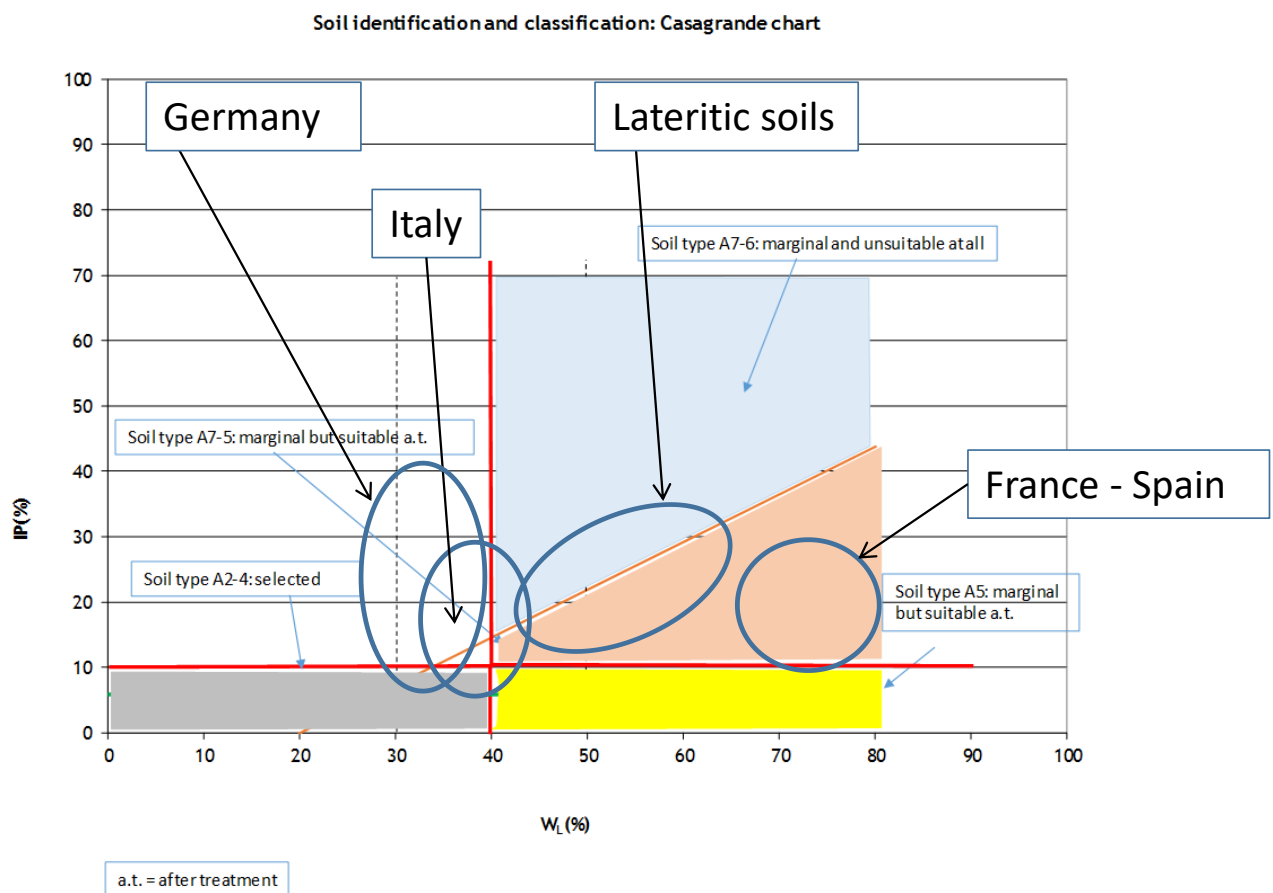 Soil identification and classification: Casagrande chart
100
90
80
70
60
50
40
30
20
10
0
IP(%)
Germany
Lateritic soils
Italy
Soil type A7-6: marginal and unsuitable at all
Soil type A7-5: marginal but suitable a.t.
France - Spain
Soil type A2-4: selected
Soil type A5: marginal
but suitable a.t.
0 10 20 30 40 50 60 70 80 90 100
WL(%)
a.t. = after treatment